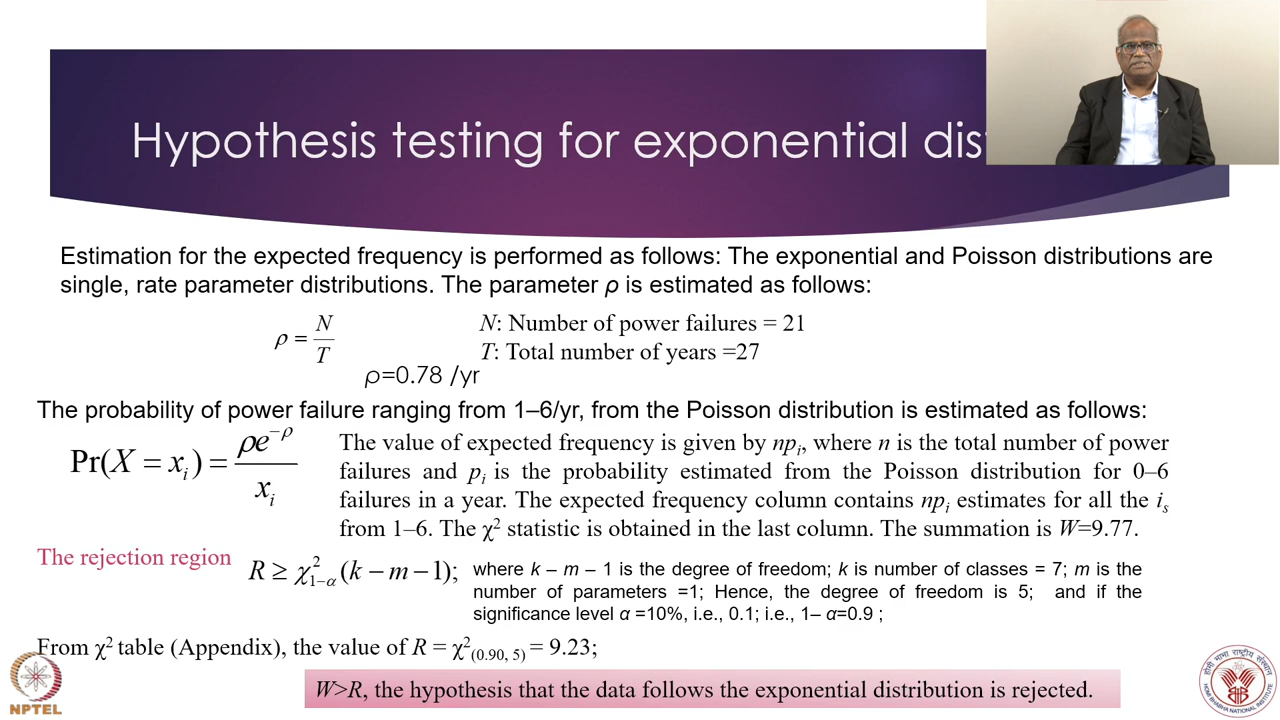 Hypothesis testing for exponential dis
Estimation for the expected frequency is performed as follows: The exponential and Poisson distributions are
single, rate parameter distributions. The parameter ρ is estimated as follows:
ρ = N/T
N: Number of power failures = 21
T: Total number of years =27
ρ=0.78 /yr
The probability of power failure ranging from 1–6/yr, from the Poisson distribution is estimated as follows:
Pr(X = xᵢ) = ρe^−ρ / xᵢ
The value of expected frequency is given by npᵢ, where n is the total number of power
failures and pᵢ is the probability estimated from the Poisson distribution for 0–6
failures in a year. The expected frequency column contains npᵢ estimates for all the iₛ
from 1–6. The χ² statistic is obtained in the last column. The summation is W=9.77.
The rejection region
R ≥ χ²₁₋α (k − m − 1);
where k – m – 1 is the degree of freedom; k is number of classes = 7; m is the
number of parameters =1; Hence, the degree of freedom is 5; and if the
significance level α =10%, i.e., 0.1; i.e., 1– α=0.9 ;
From χ² table (Appendix), the value of R = χ²(0.90, 5) = 9.23;
W>R, the hypothesis that the data follows the exponential distribution is rejected.
NPTEL